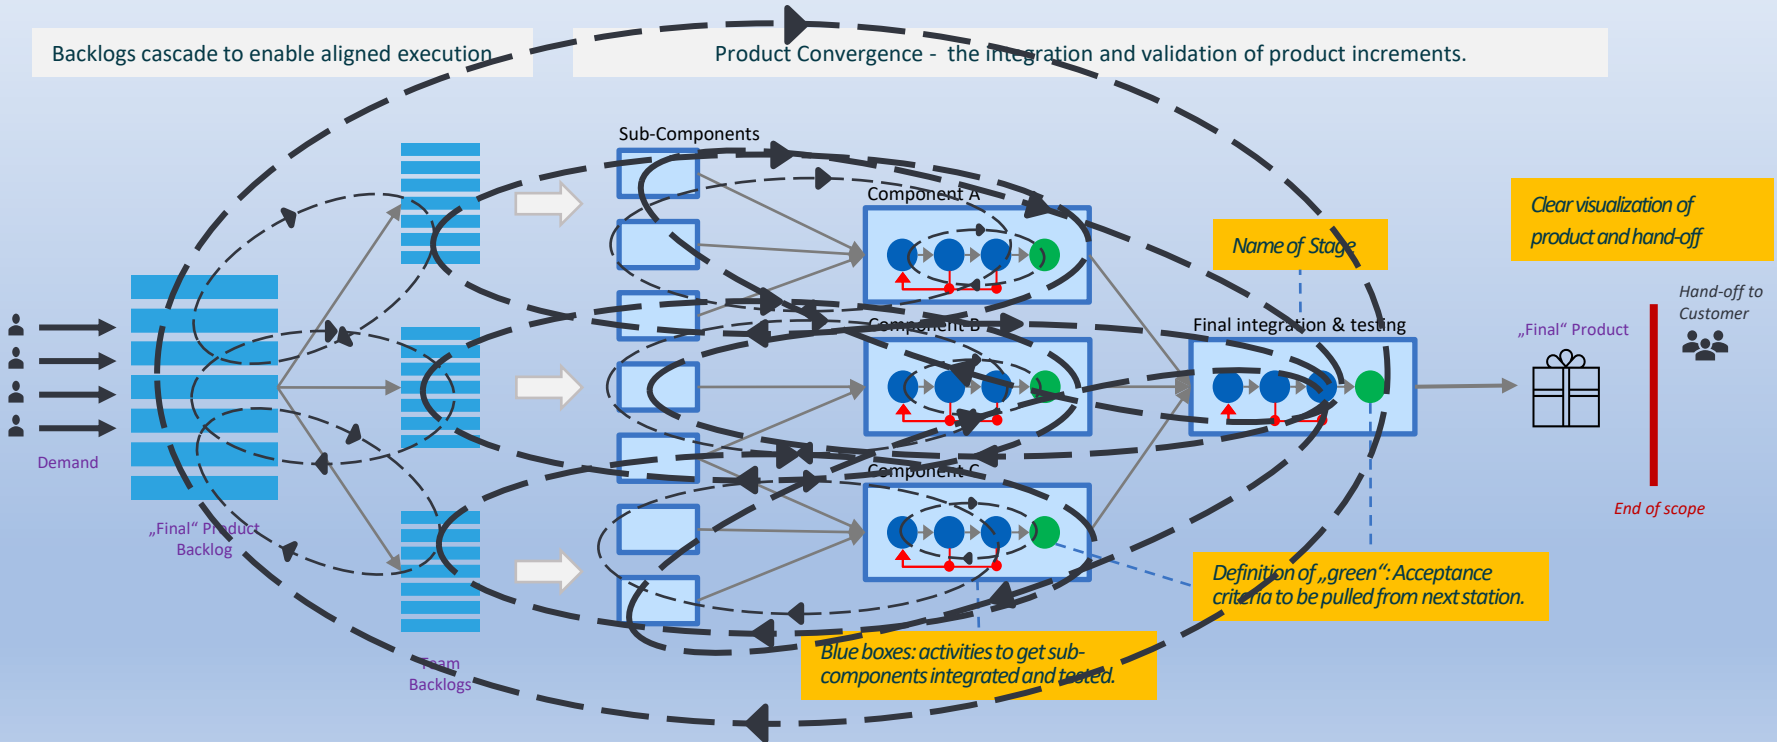 Backlogs cascade to enable aligned execution
Product Convergence -  the integration and validation of product increments.
Sub-Components
Component A
Clear visualization of
product and hand-off
Name of Stage
Hand-off to
Customer
Component B
Final integration & testing
„Final“ Product
Demand
Component C
„Final“ Product
Backlog
End of scope
Definition of „green“: Acceptance
criteria to be pulled from next station.
Team
Backlogs
Blue boxes: activities to get sub-
components integrated and tested.